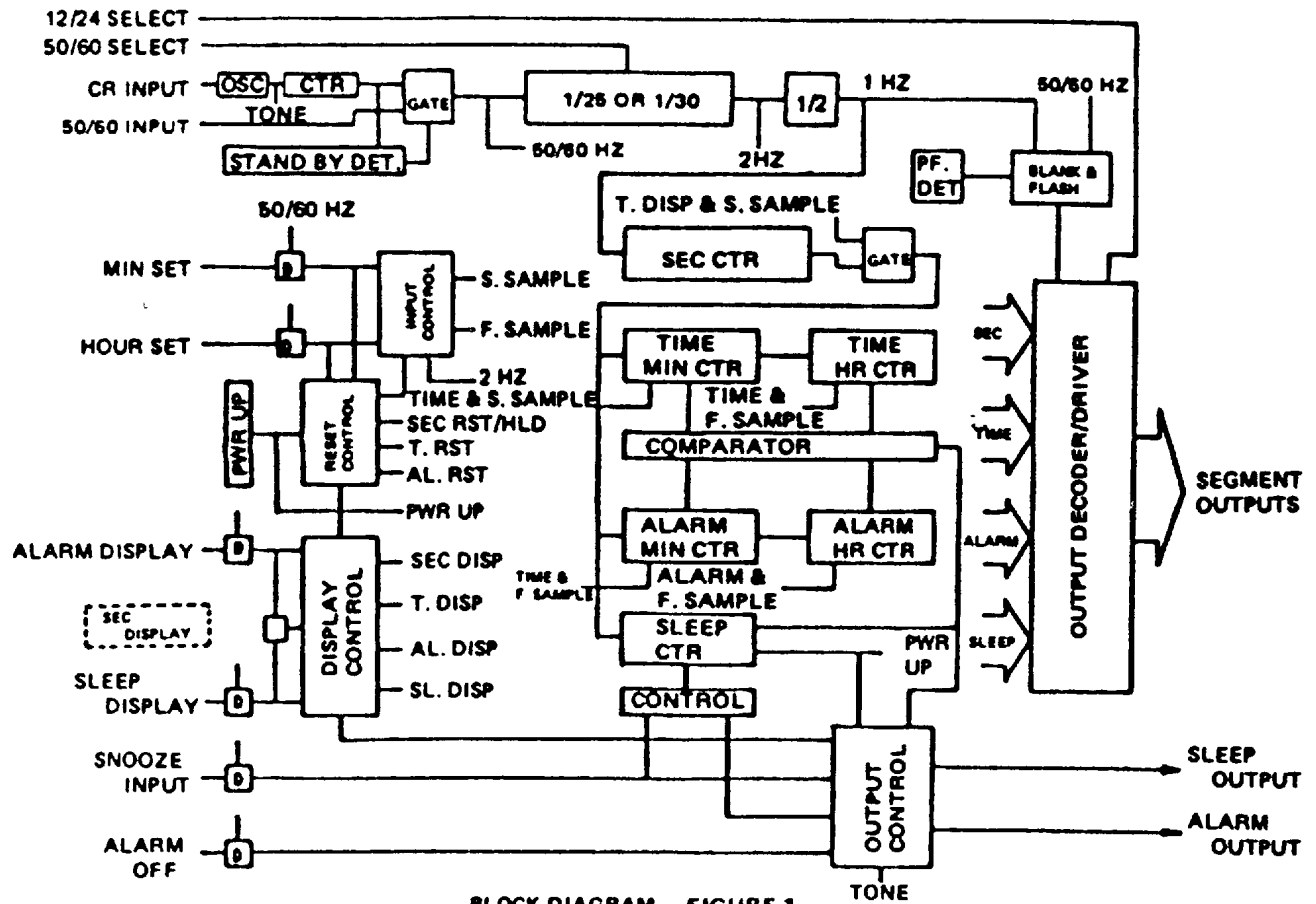 12/24 SELECT
50/60 SELECT
CR INPUT
OSC
CTR
TONE
50/60 INPUT
GATE
STAND BY DET.
1/25 OR 1/30
50/60 HZ
2HZ
1/2
1 HZ
50/60 HZ
PF.
DET
BLANK &
FLASH
50/60 HZ
MIN SET
D
HOUR SET
D
INPUT
CONTROL
S. SAMPLE
F. SAMPLE
2 HZ
T. DISP & S. SAMPLE
SEC CTR
GATE
PWR UP
RESET
CONTROL
TIME & S. SAMPLE
SEC RST/HLD
T. RST
AL. RST
PWR UP
TIME
MIN CTR
TIME
HR CTR
TIME &
F. SAMPLE
COMPARATOR
ALARM
MIN CTR
ALARM
HR CTR
TIME &
F SAMPLE
ALARM &
F. SAMPLE
SLEEP
CTR
PWR
UP
CONTROL
ALARM DISPLAY
D
SEC
DISPLAY
SLEEP
DISPLAY
D
DISPLAY
CONTROL
SEC DISP
T. DISP
AL. DISP
SL. DISP
SNOOZE
INPUT
D
ALARM
OFF
D
OUTPUT
CONTROL
TONE
SEC
TIME
ALARM
SLEEP
OUTPUT DECODER/DRIVER
SEGMENT
OUTPUTS
SLEEP
OUTPUT
ALARM
OUTPUT
BLOCK DIAGRAM FIGURE 1